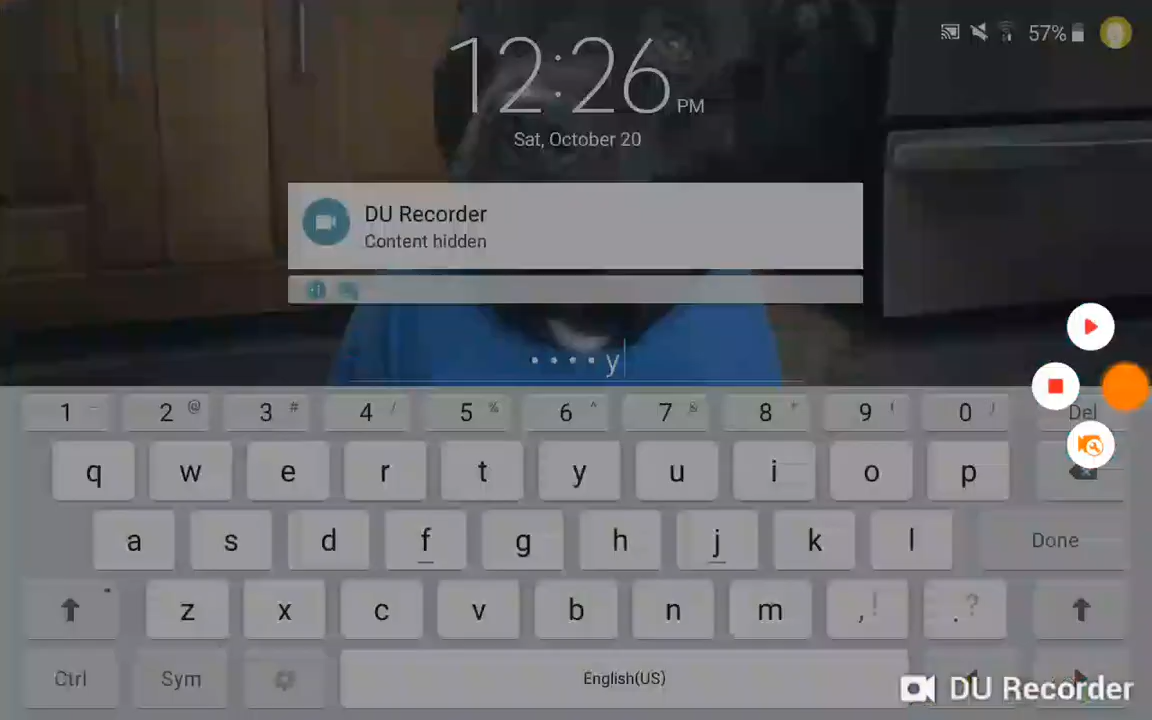 57%
12:26 PM
Sat, October 20
DU Recorder
Content hidden
••••y
1 2 @ 3 # 4 / 5 % 6 ^ 7 & 8 * 9 ( 0 ) Del
q w e r t y u i o p
a s d f g h j k l Done
z x c v b n m , ! . ?
Ctrl Sym English(US)
DU Recorder